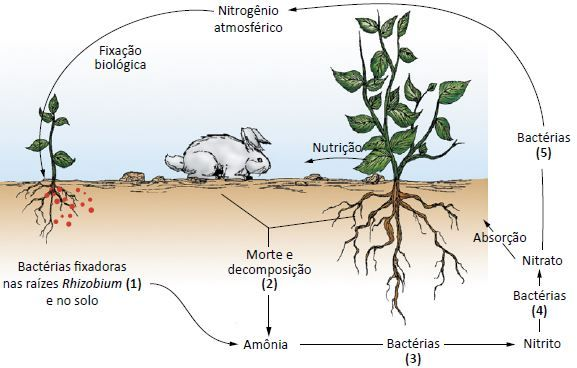 Nitrogênio
atmosférico
Fixação
biológica
Nutrição
Bactérias
(5)
Absorção
Nitrato
Morte e
decomposição
(2)
Bactérias fixadoras
nas raízes Rhizobium (1)
e no solo
Bactérias
(4)
Amônia
Bactérias
(3)
Nitrito